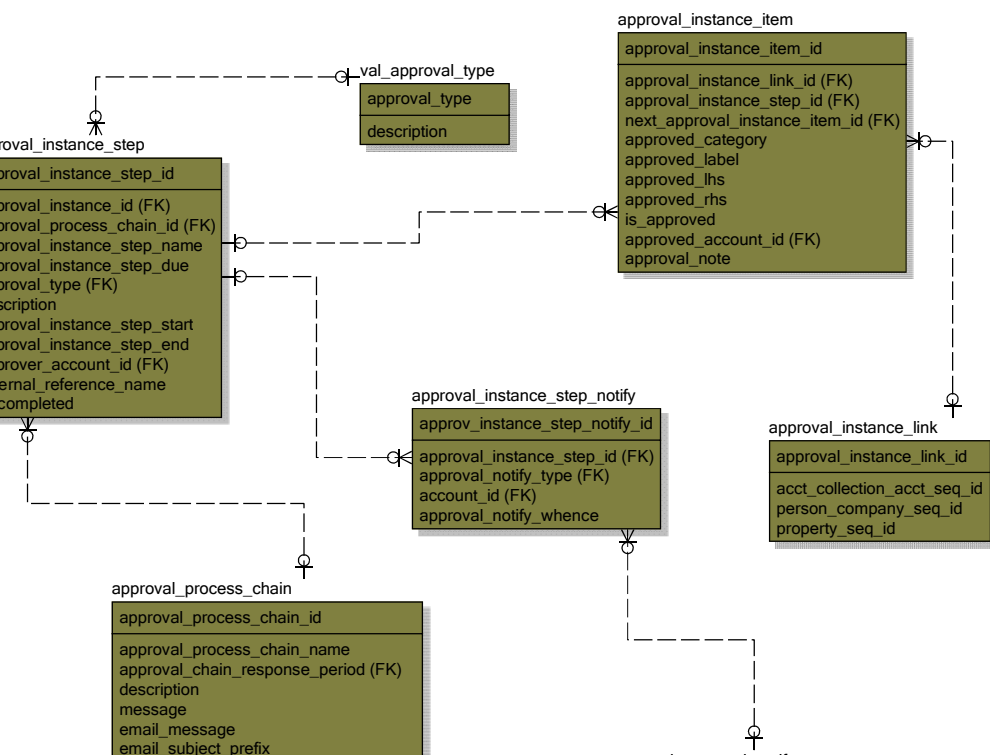 approval_instance_item
approval_instance_item_id
approval_instance_link_id (FK)
approval_instance_step_id (FK)
next_approval_instance_item_id (FK)
approved_category
approved_label
approved_lhs
approved_rhs
is_approved
approved_account_id (FK)
approval_note
val_approval_type
approval_type
description
roval_instance_step
proval_instance_step_id
proval_instance_id (FK)
proval_process_chain_id (FK)
proval_instance_step_name
proval_instance_step_due
proval_type (FK)
scription
proval_instance_step_start
proval_instance_step_end
prover_account_id (FK)
ernal_reference_name
completed
approval_instance_step_notify
approv_instance_step_notify_id
approval_instance_step_id (FK)
approval_notify_type (FK)
account_id (FK)
approval_notify_whence
approval_instance_link
approval_instance_link_id
acct_collection_acct_seq_id
person_company_seq_id
property_seq_id
approval_process_chain
approval_process_chain_id
approval_process_chain_name
approval_chain_response_period (FK)
description
message
email_message
email_subject_prefix